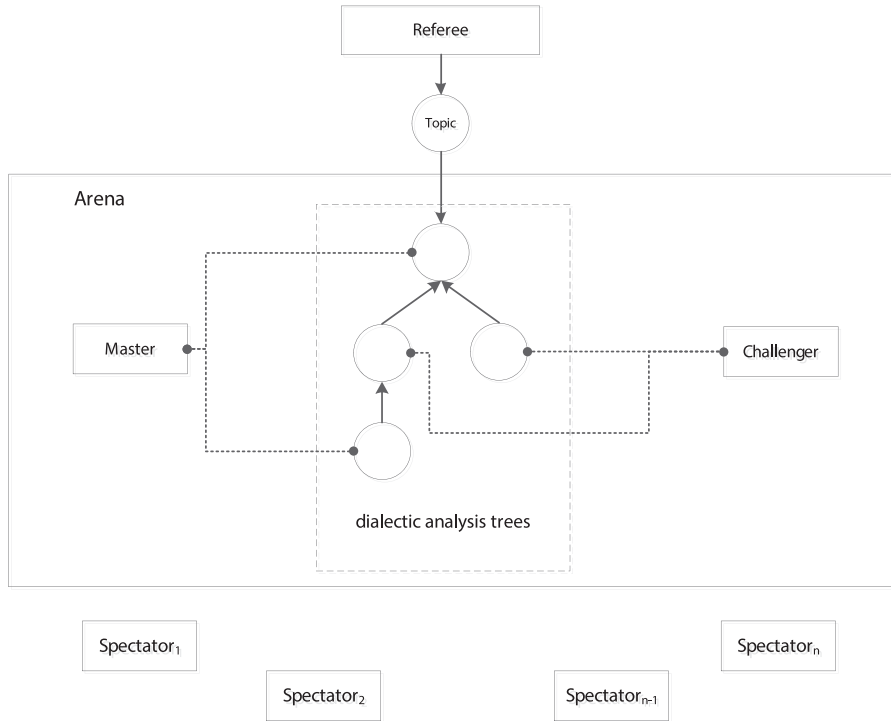 Referee
Topic
Arena
Master
Challenger
dialectic analysis trees
Spectator₁
Spectatorₙ
Spectator₂
Spectatorₙ₋₁